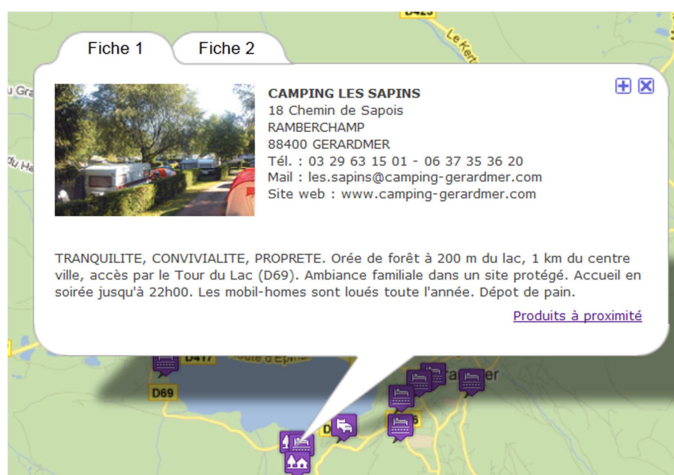 D423
Le Kert
Fiche 1
Fiche 2
CAMPING LES SAPINS
18 Chemin de Sapois
RAMBERCHAMP
88400 GERARDMER
Tél. : 03 29 63 15 01 - 06 37 35 36 20
Mail : les.sapins@camping-gerardmer.com
Site web : www.camping-gerardmer.com
TRANQUILITE, CONVIVIALITE, PROPRETE. Orée de forêt à 200 m du lac, 1 km du centre
ville, accès par le Tour du Lac (D69). Ambiance familiale dans un site protégé. Accueil en
soirée jusqu'à 22h00. Les mobil-homes sont loués toute l'année. Dépot de pain.
Produits à proximité
D417
D69